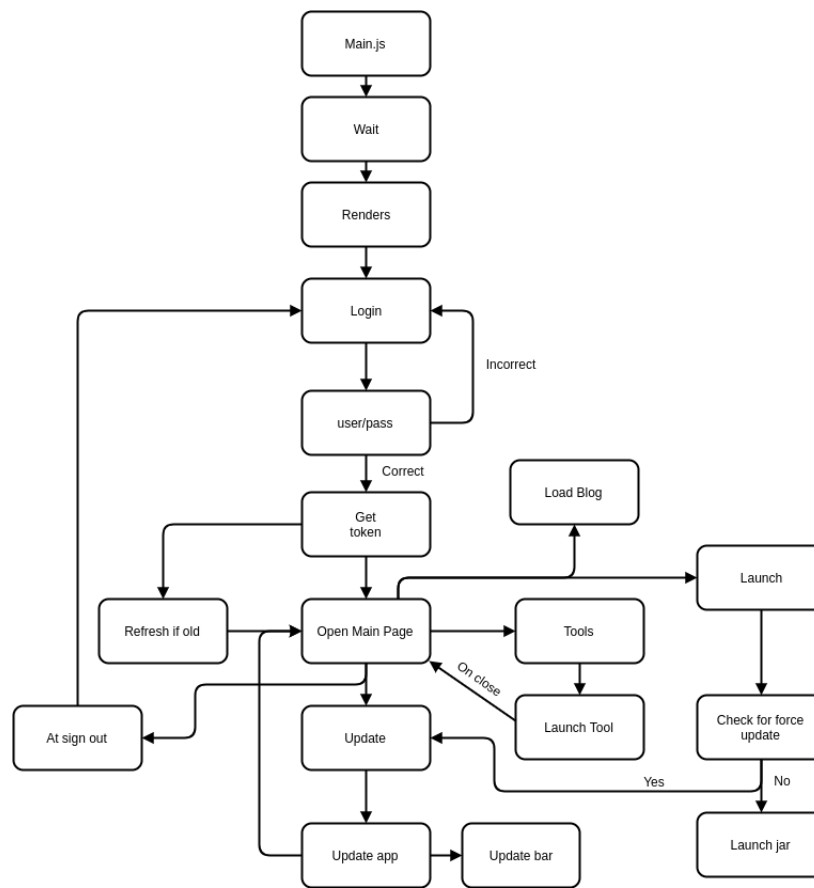 Main.js
Wait
Renders
Login
Incorrect
user/pass
Correct
Load Blog
Get
token
Launch
Refresh if old
Open Main Page
Tools
On close
At sign out
Update
Launch Tool
Check for force
update
Yes
No
Update app
Update bar
Launch jar